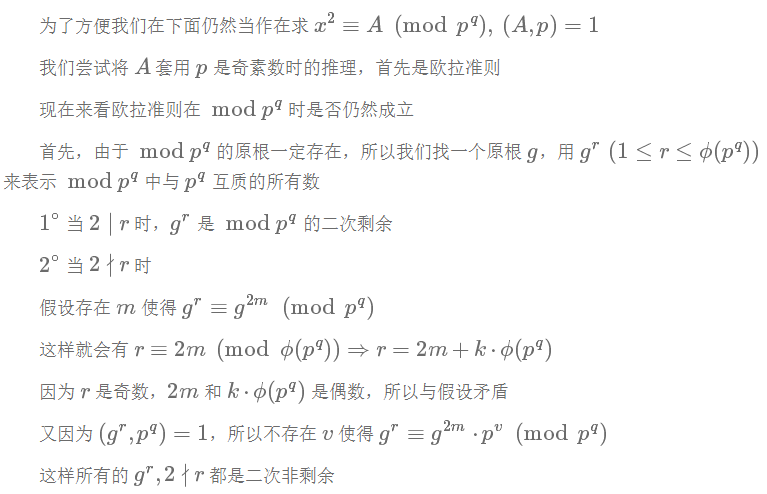 为了方便我们在下面仍然当作在求 x² ≡ A (mod p^q), (A, p) = 1
我们尝试将 A 套用 p 是奇素数时的推理，首先是欧拉准则
现在来看欧拉准则在 mod p^q 时是否仍然成立
首先，由于 mod p^q 的原根一定存在，所以我们找一个原根 g，用 g^r (1 ≤ r ≤ ϕ(p^q))
来表示 mod p^q 中与 p^q 互质的所有数
1° 当 2 ∣ r 时，g^r 是 mod p^q 的二次剩余
2° 当 2 ∤ r 时
假设存在 m 使得 g^r ≡ g^{2m} (mod p^q)
这样就会有 r ≡ 2m (mod ϕ(p^q)) ⇒ r = 2m + k · ϕ(p^q)
因为 r 是奇数，2m 和 k · ϕ(p^q) 是偶数，所以与假设矛盾
又因为 (g^r, p^q) = 1，所以不存在 v 使得 g^r ≡ g^{2m} · p^v (mod p^q)
这样所有的 g^r, 2 ∤ r 都是二次非剩余